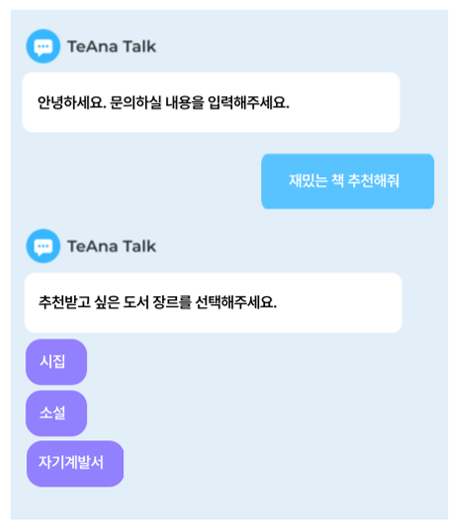 TeAna Talk
안녕하세요. 문의하실 내용을 입력해주세요.
재밌는 책 추천해줘
TeAna Talk
추천받고 싶은 도서 장르를 선택해주세요.
시집
소설
자기계발서